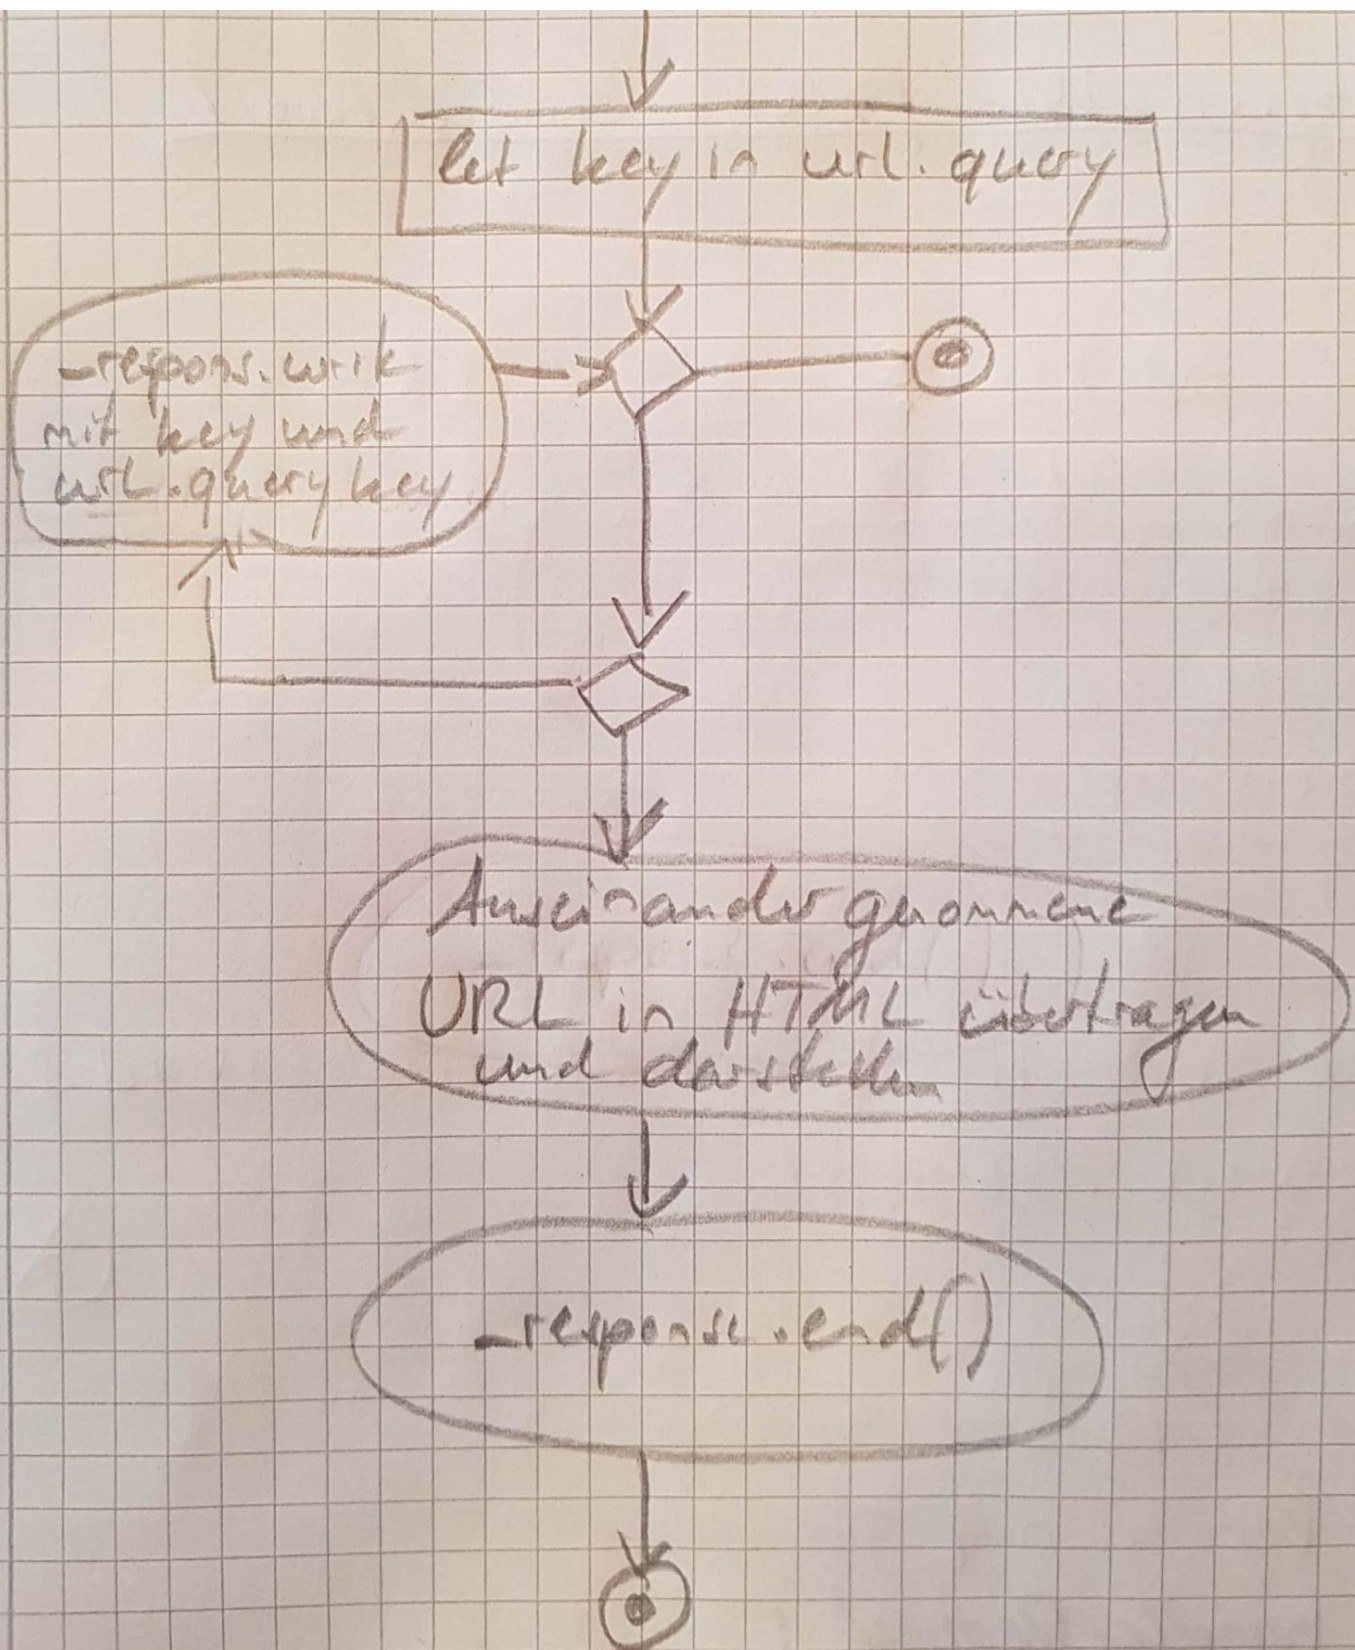 let key in url.query
_respons.write
mit key und
url.query key
Auseinander genommene
URL in HTML übertragen
und darstellen
_response.end()